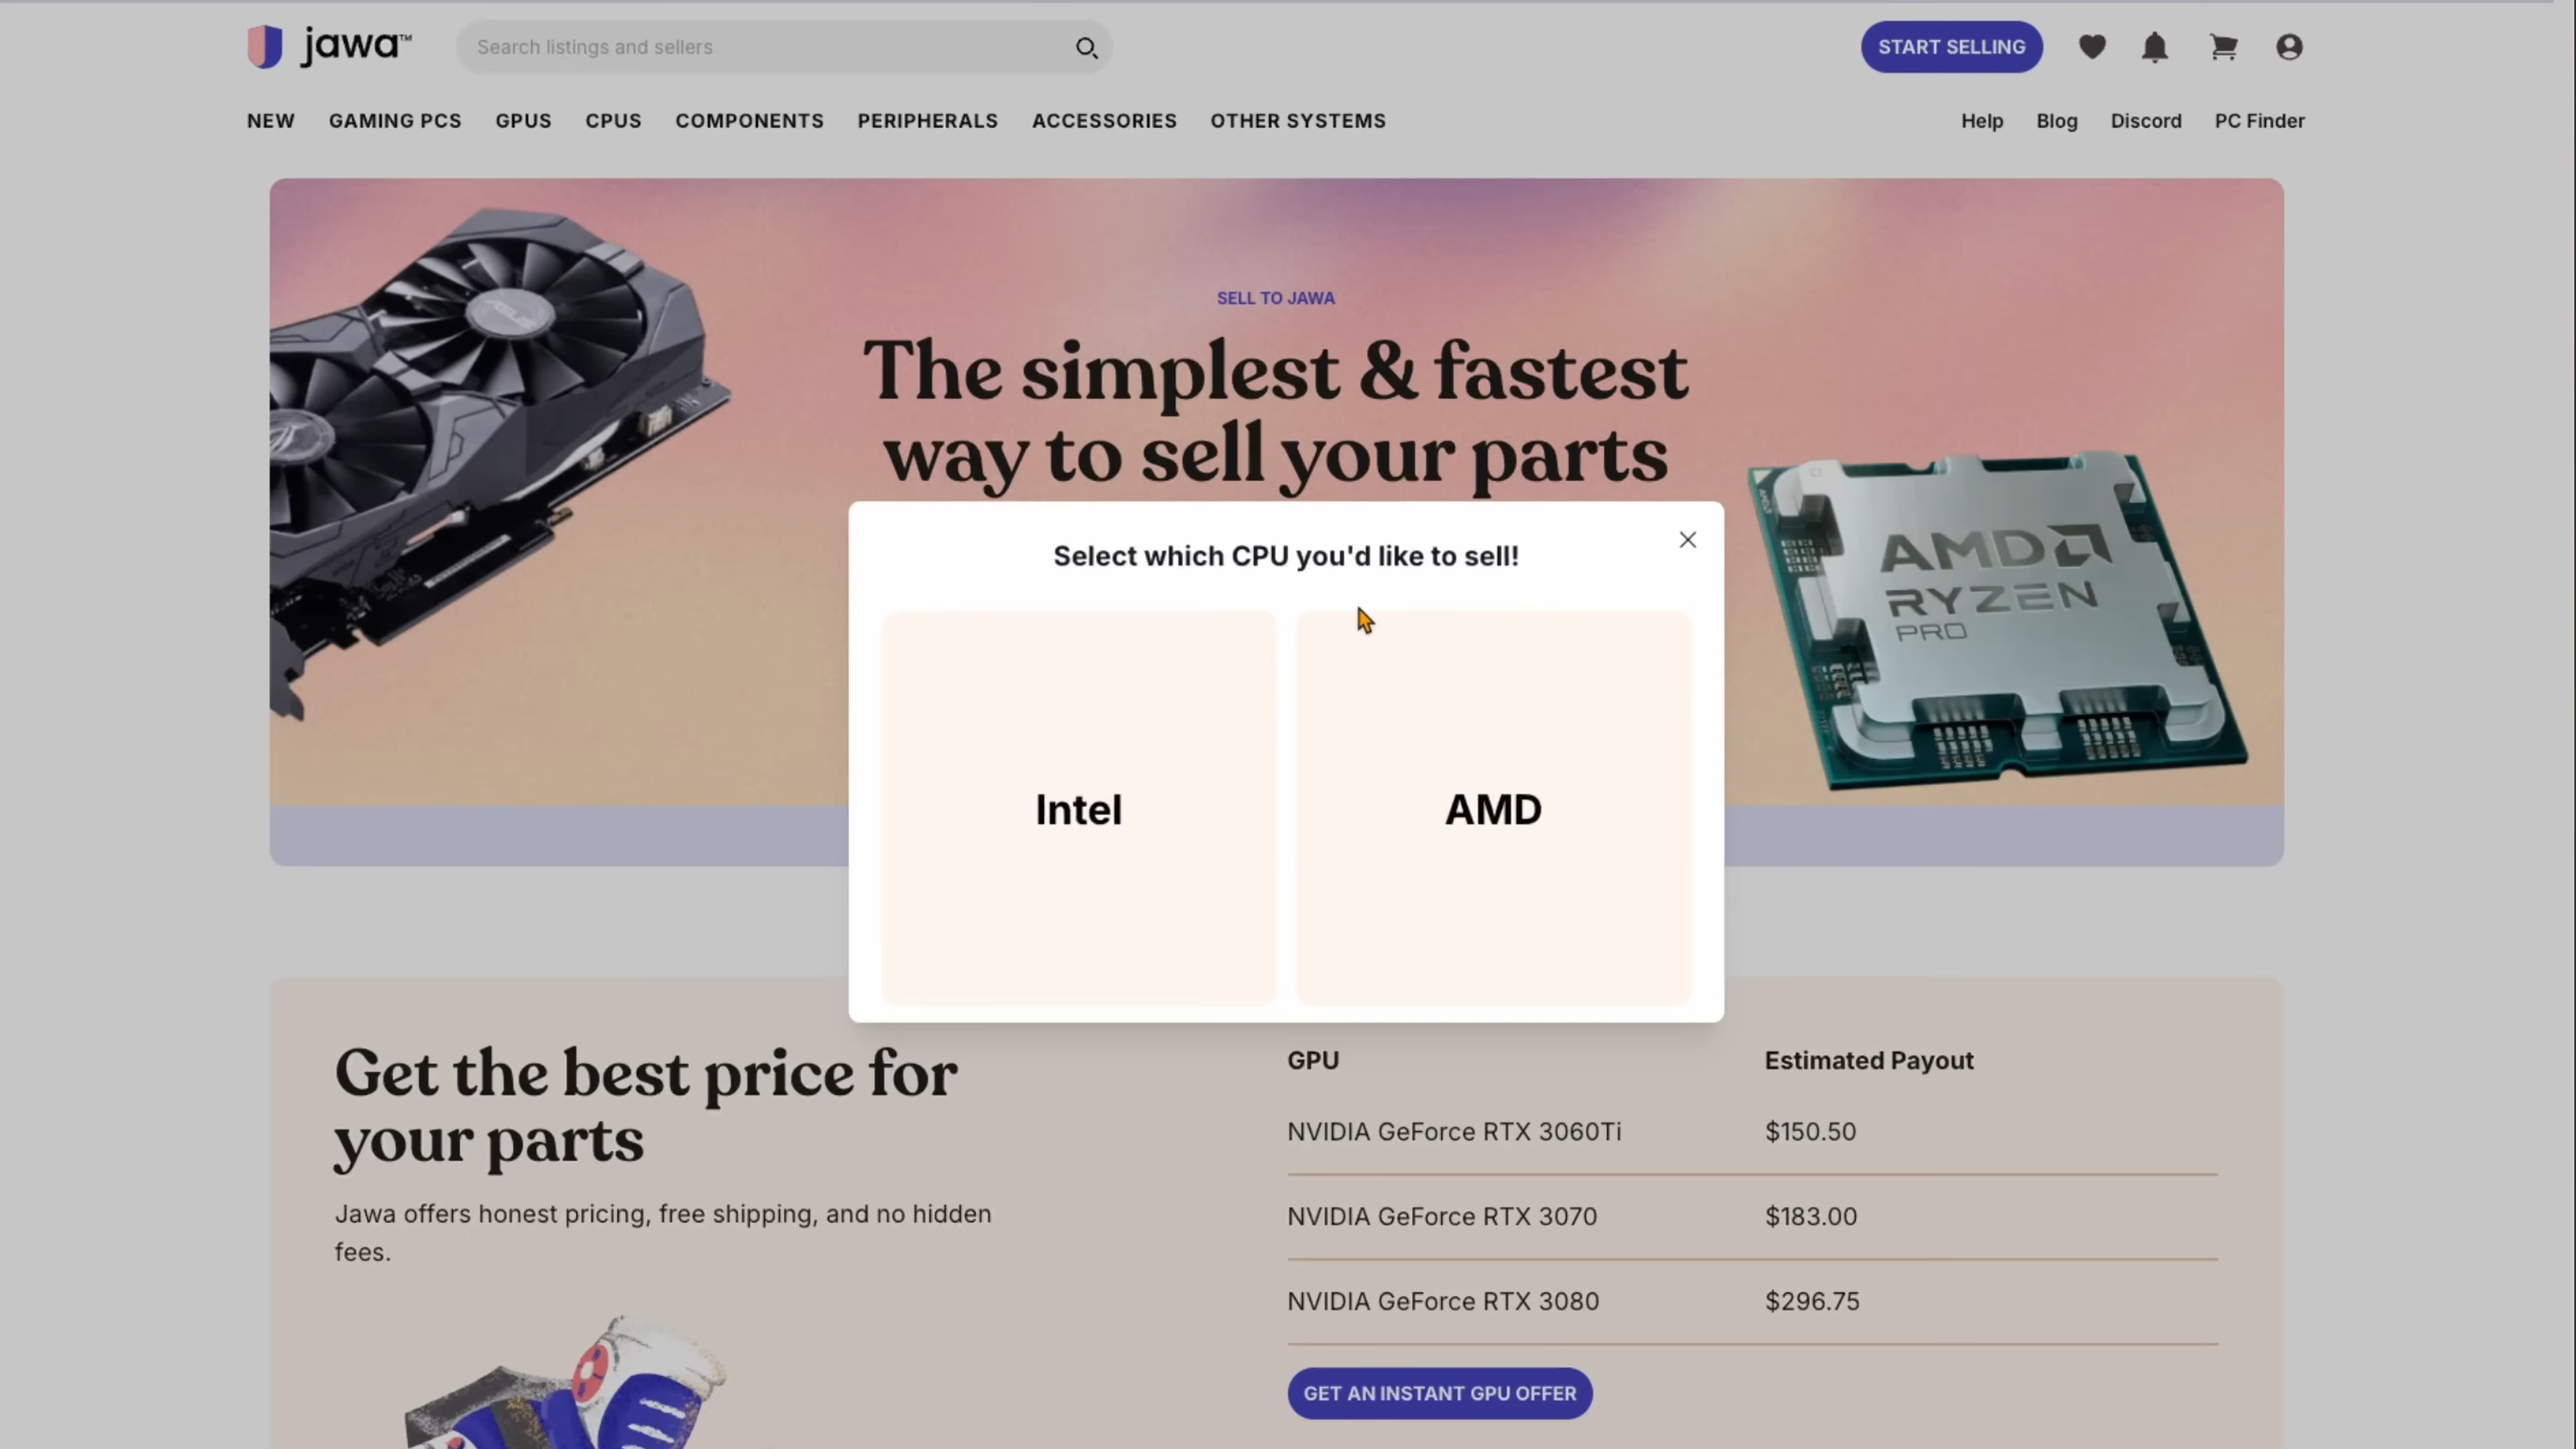 jawa™
Search listings and sellers
START SELLING
NEW GAMING PCS GPUS CPUS COMPONENTS PERIPHERALS ACCESSORIES OTHER SYSTEMS
Help Blog Discord PC Finder
SELL TO JAWA
The simplest & fastest
way to sell your parts
ASUS
AMD
RYZEN
PRO
Select which CPU you'd like to sell!
Intel
AMD
Get the best price for
your parts
Jawa offers honest pricing, free shipping, and no hidden
fees.
GPU Estimated Payout
NVIDIA GeForce RTX 3060Ti $150.50
NVIDIA GeForce RTX 3070 $183.00
NVIDIA GeForce RTX 3080 $296.75
GET AN INSTANT GPU OFFER